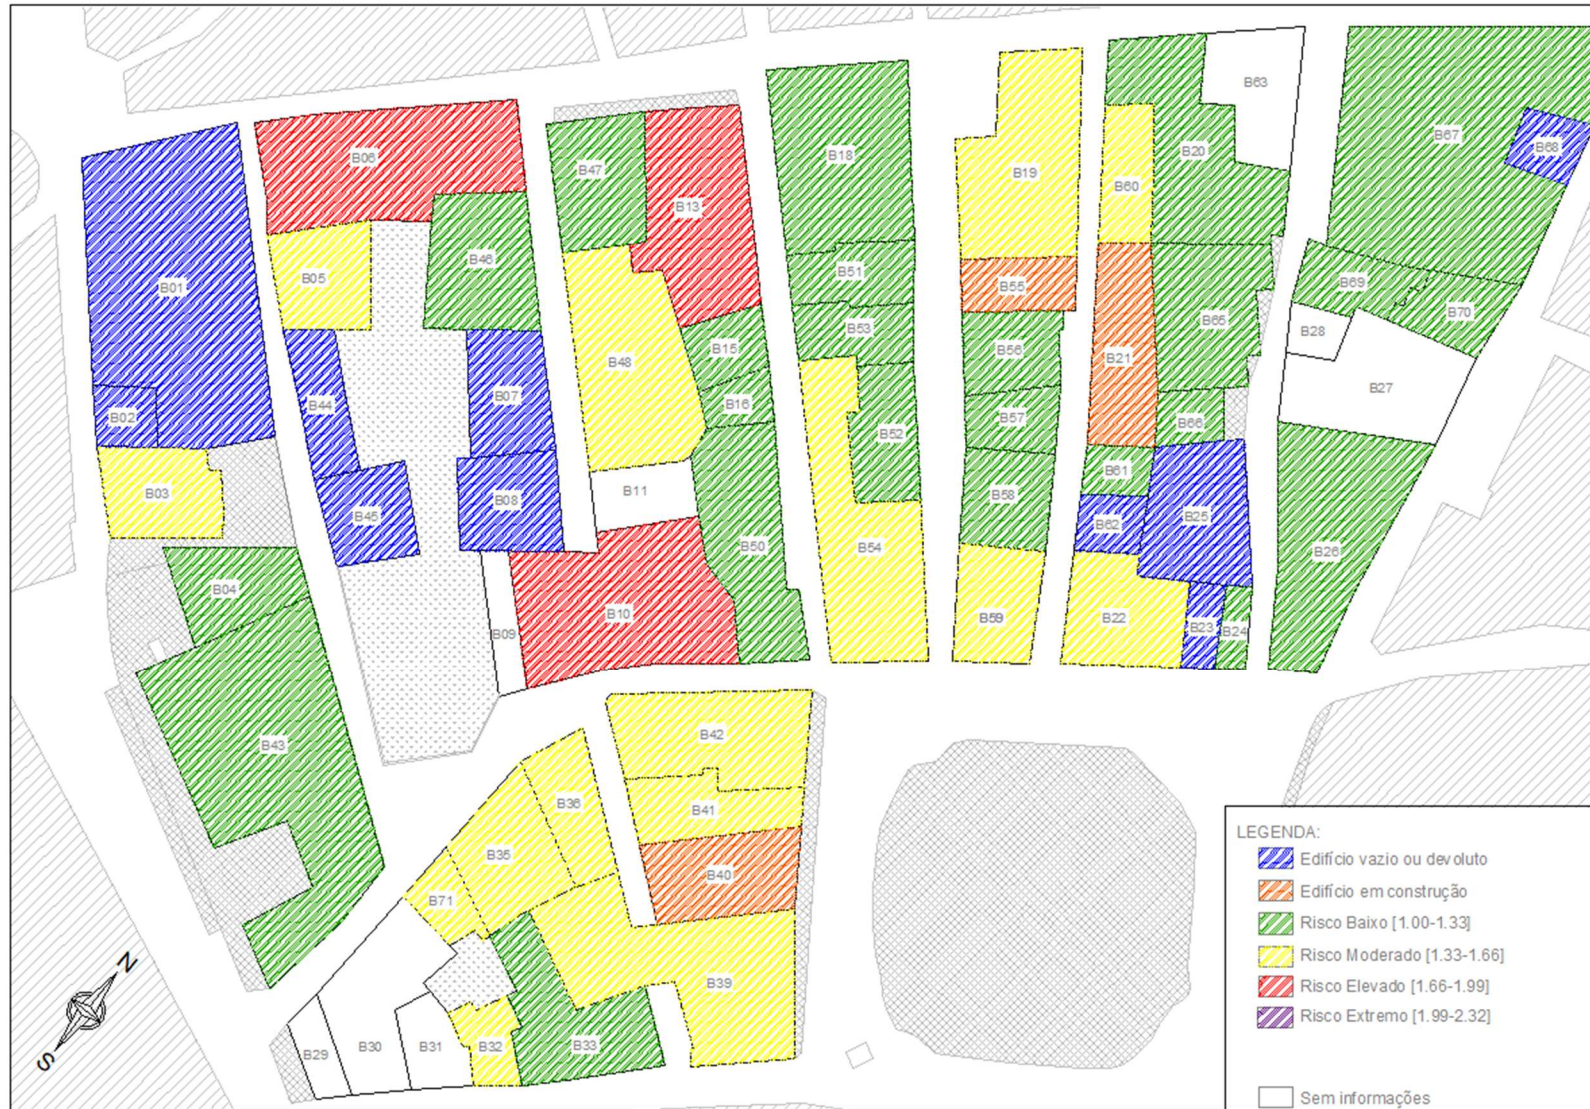 B63
B18
B67
B68
B06
B47
B13
B19
B60
B20
B01
B05
B46
B51
B69
B70
B55
B53
B15
B48
B56
B21
B65
B28
B27
B02
B44
B07
B16
B52
B57
B66
B03
B45
B08
B11
B58
B61
B62
B25
B50
B54
B26
B04
B09
B10
B59
B22
B23
B24
B43
B42
B36
B41
B35
B40
B71
B39
B29
B30
B31
B32
B33
N
S
LEGENDA:
Edifício vazio ou devoluto
Edifício em construção
Risco Baixo [1.00-1.33]
Risco Moderado [1.33-1.66]
Risco Elevado [1.66-1.99]
Risco Extremo [1.99-2.32]
Sem informações